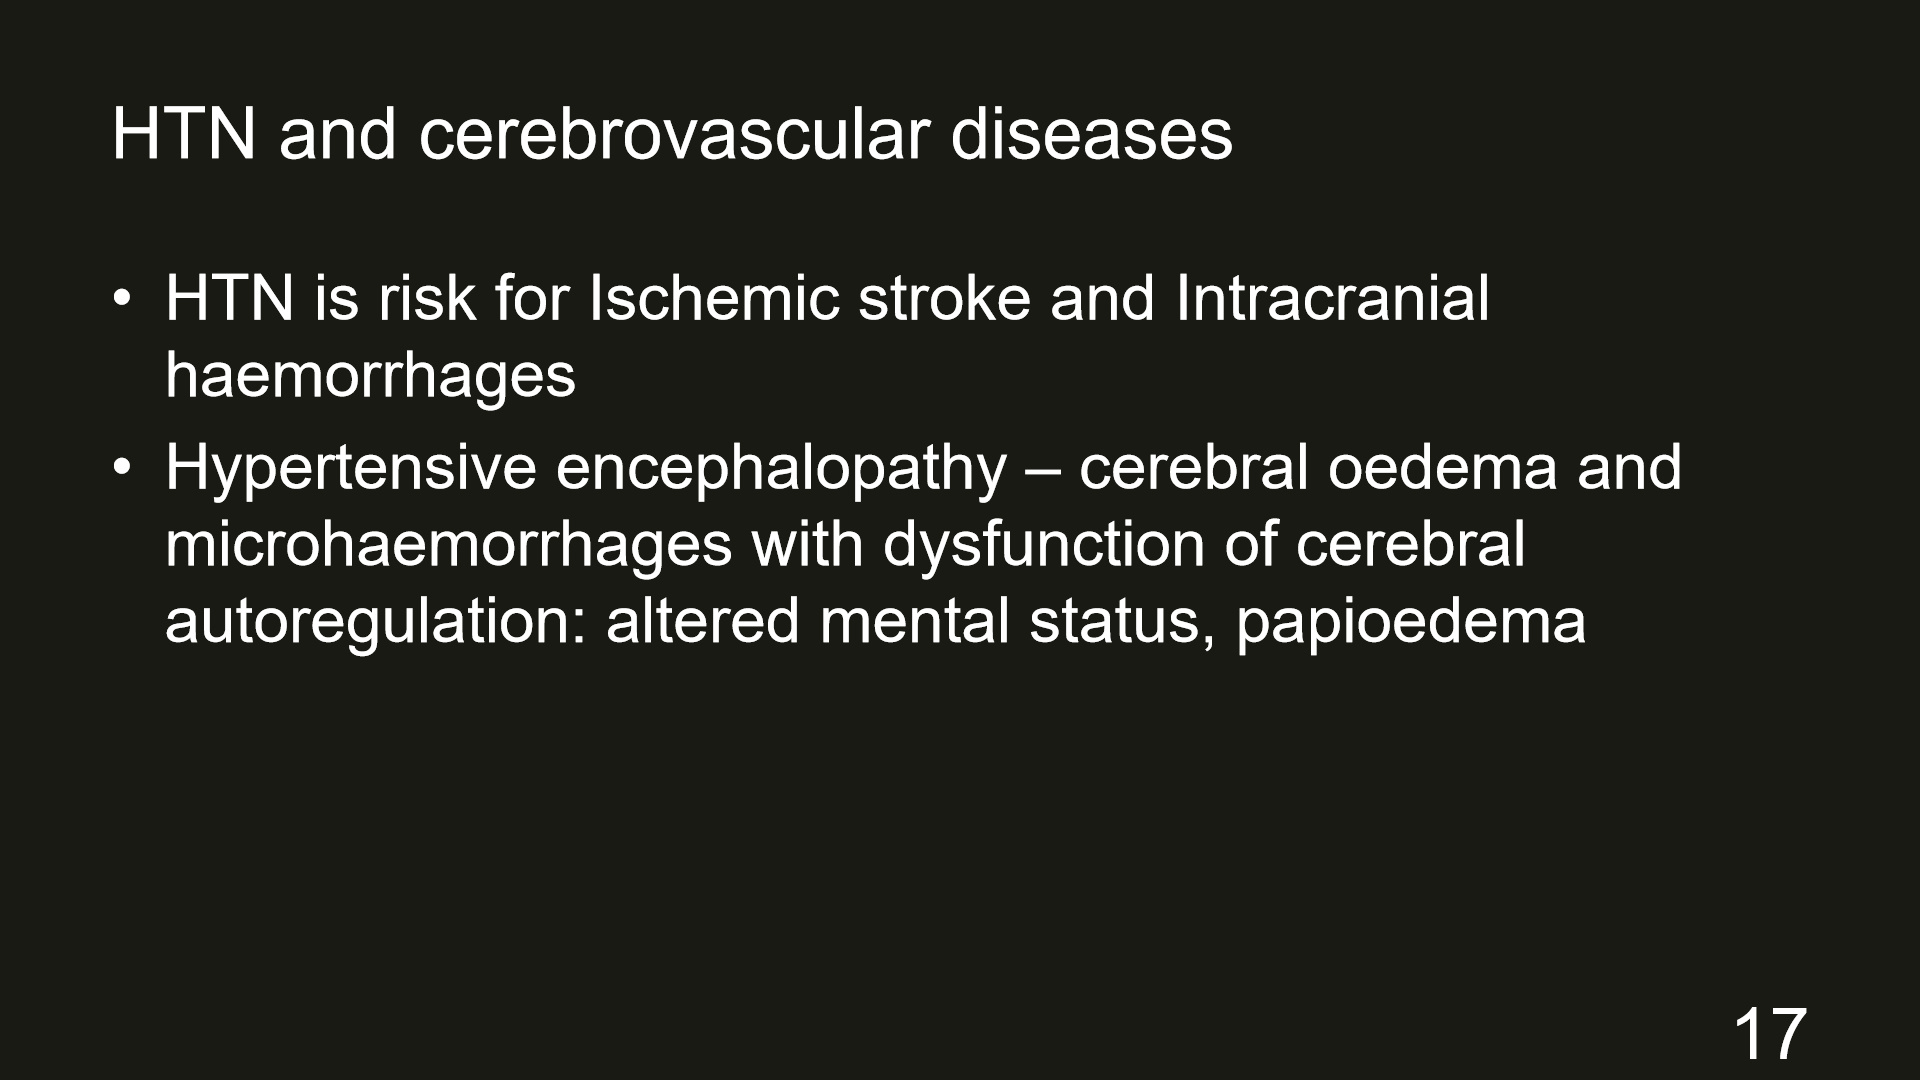 HTN and cerebrovascular diseases
• HTN is risk for Ischemic stroke and Intracranial
haemorrhages
• Hypertensive encephalopathy – cerebral oedema and
microhaemorrhages with dysfunction of cerebral
autoregulation: altered mental status, papioedema
17